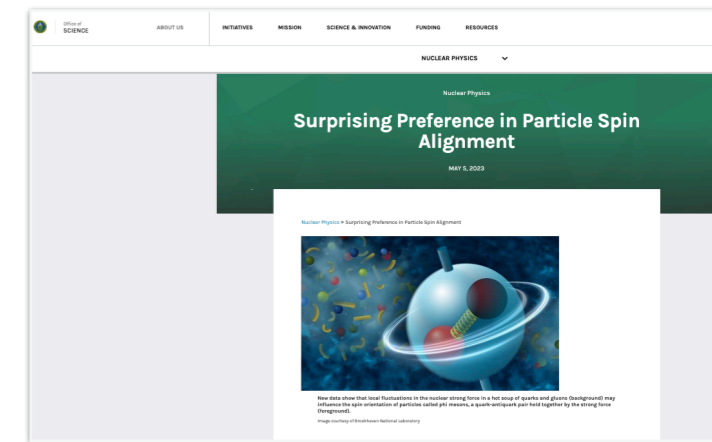 Office of
SCIENCE
ABOUT US
INITIATIVES
MISSION
SCIENCE & INNOVATION
FUNDING
RESOURCES
NUCLEAR PHYSICS
Nuclear Physics
Surprising Preference in Particle Spin
Alignment
MAY 5, 2023
Nuclear Physics » Surprising Preference in Particle Spin Alignment
New data show that local fluctuations in the nuclear strong force in a hot soup of quarks and gluons (background) may
influence the spin orientation of particles called phi mesons, a quark-antiquark pair held together by the strong force
(foreground).
Image courtesy of Brookhaven National Laboratory